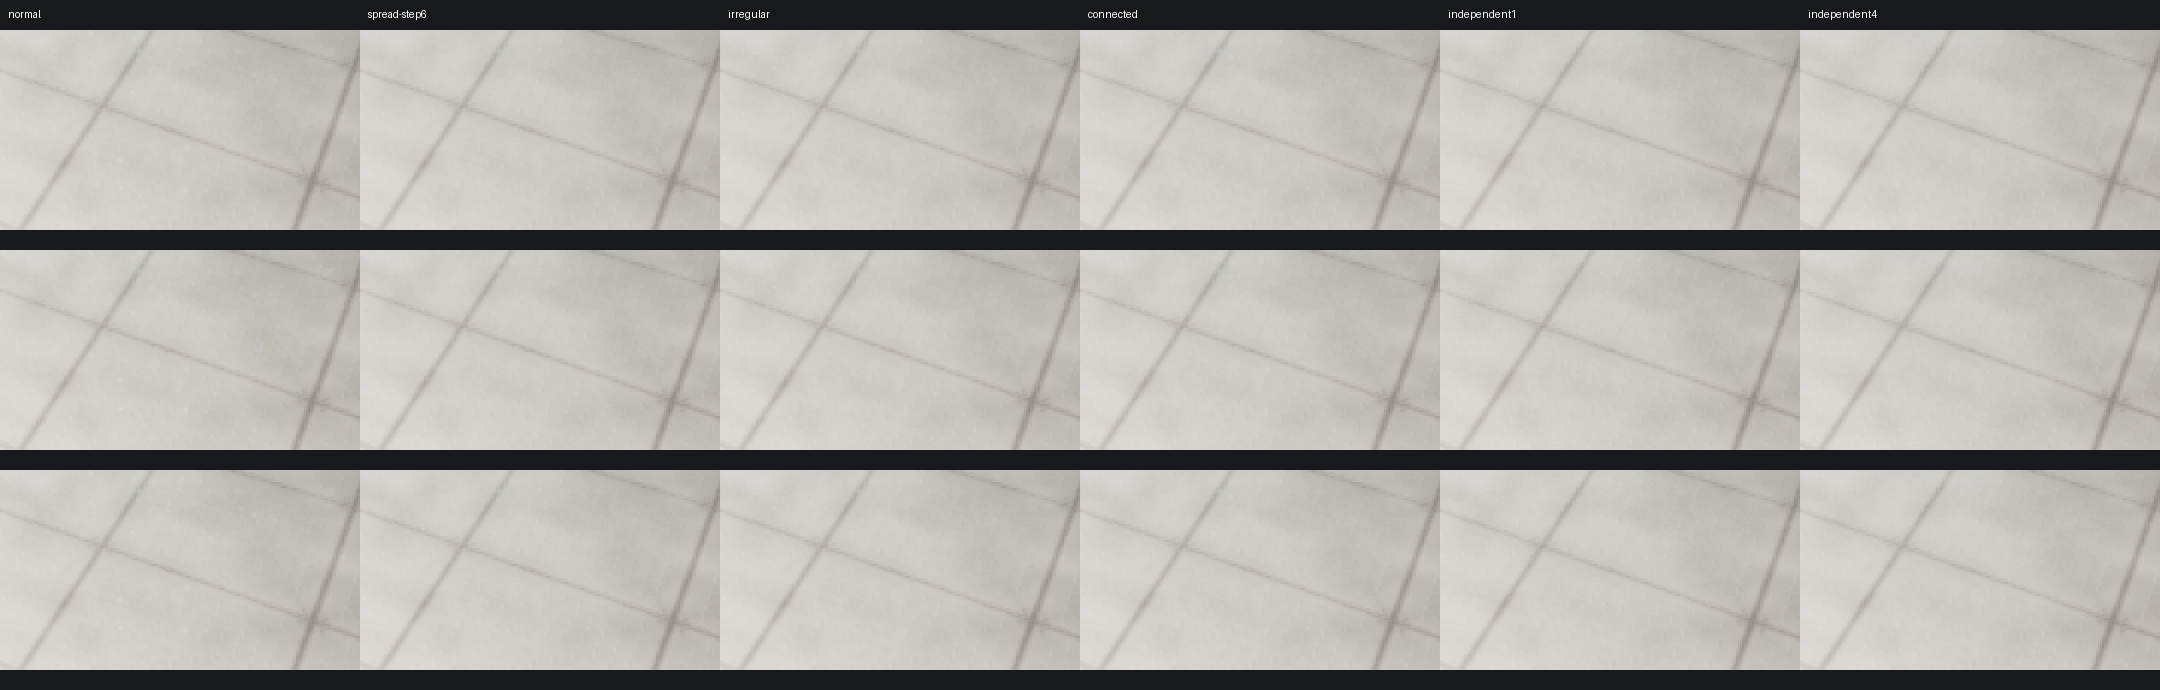 normal
spread-step6
irregular
connected
independent1
independent4